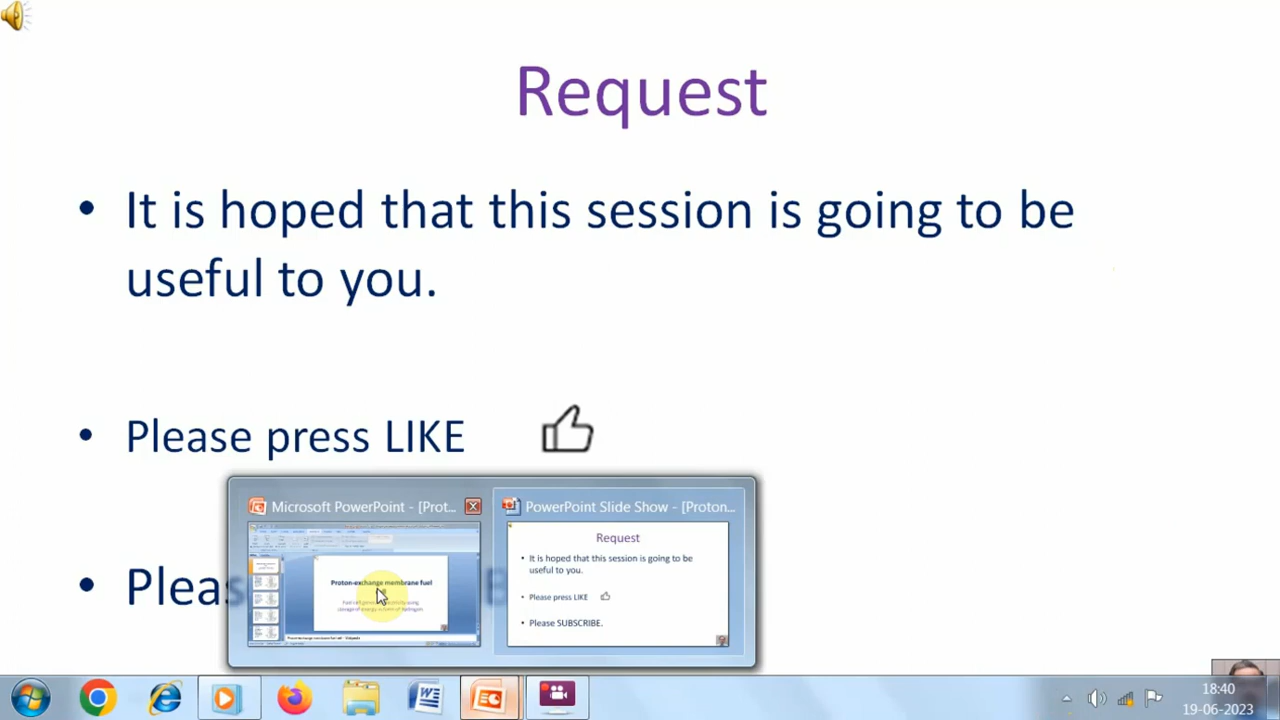 Request
• It is hoped that this session is going to be
useful to you.
• Please press LIKE
Microsoft PowerPoint - [Prot...
PowerPoint Slide Show - [Proton...
Proton-exchange membrane fuel
Request
• It is hoped that this session is going to be
useful to you.
• Please press LIKE
• Please SUBSCRIBE.
• Pleas
18:40
19-06-2023